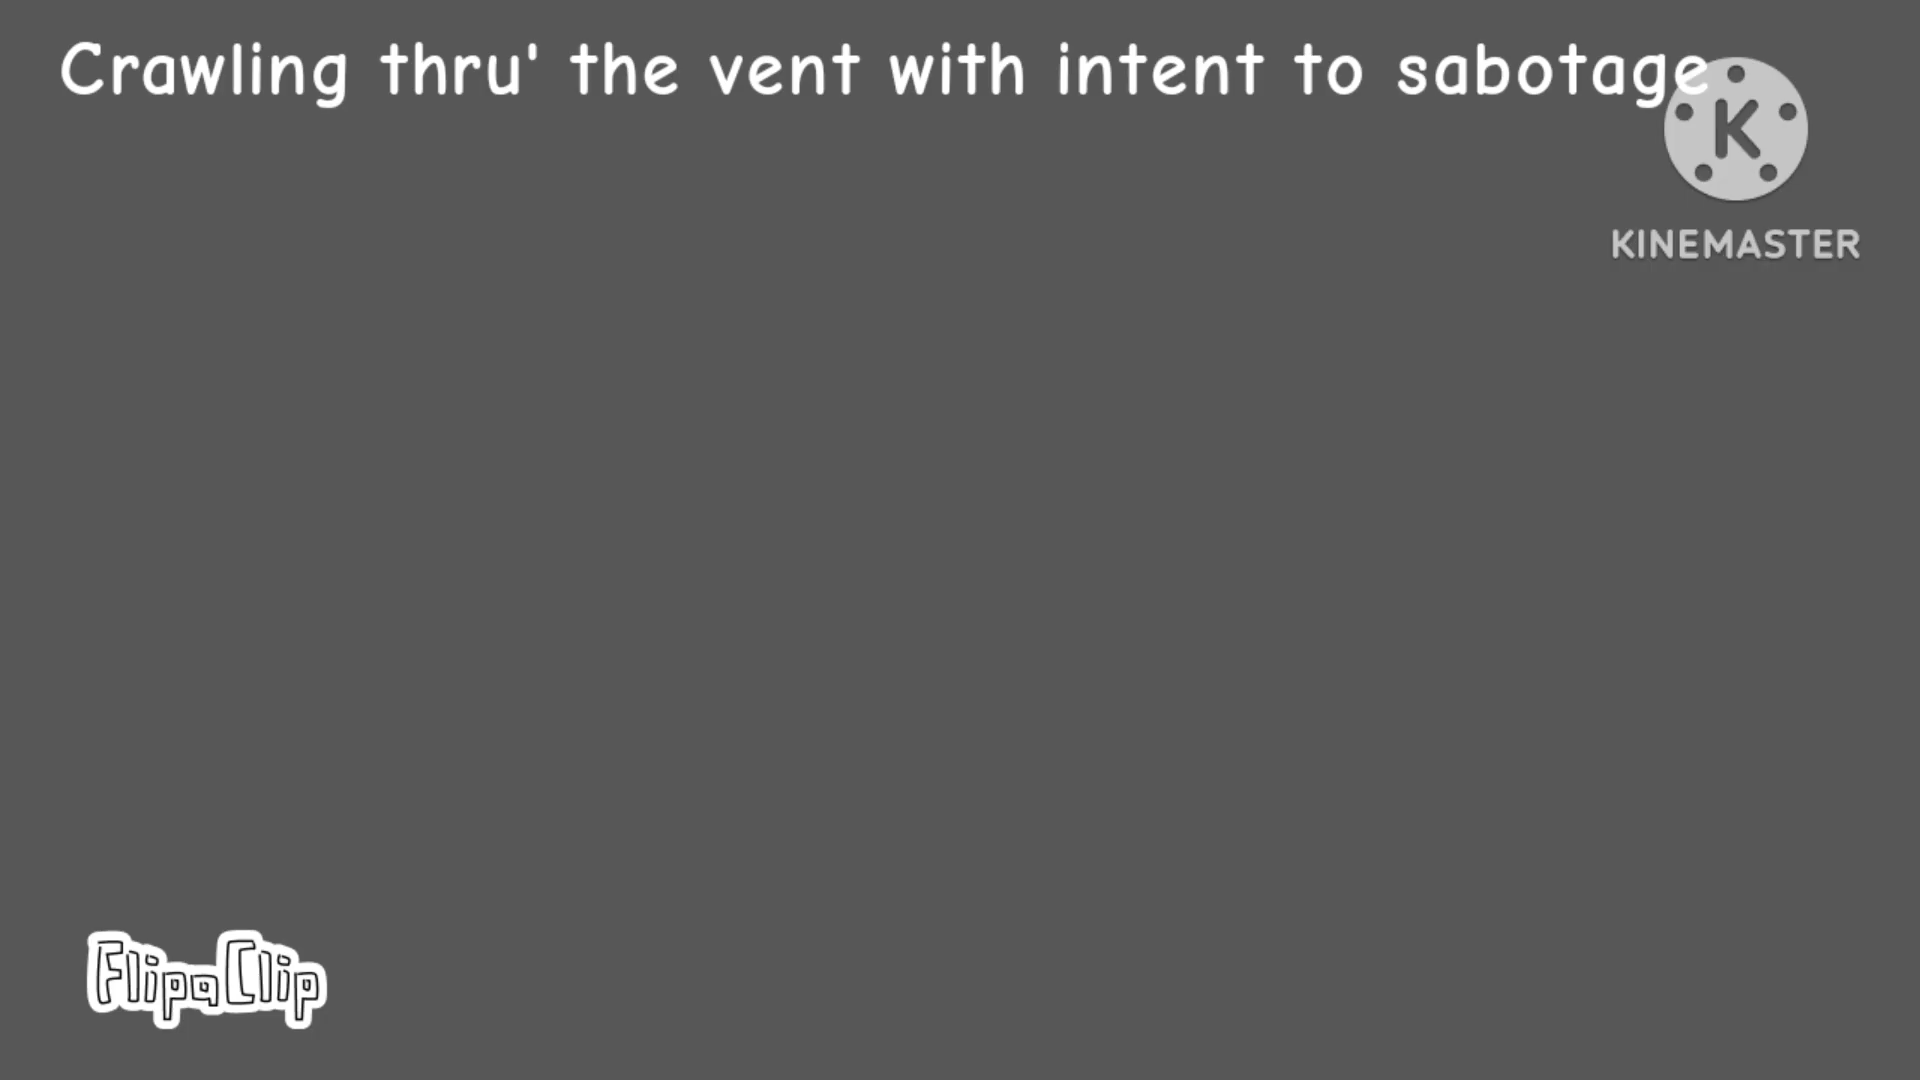 Crawling thru' the vent with intent to sabotage
K
KINEMASTER
FlipaClip